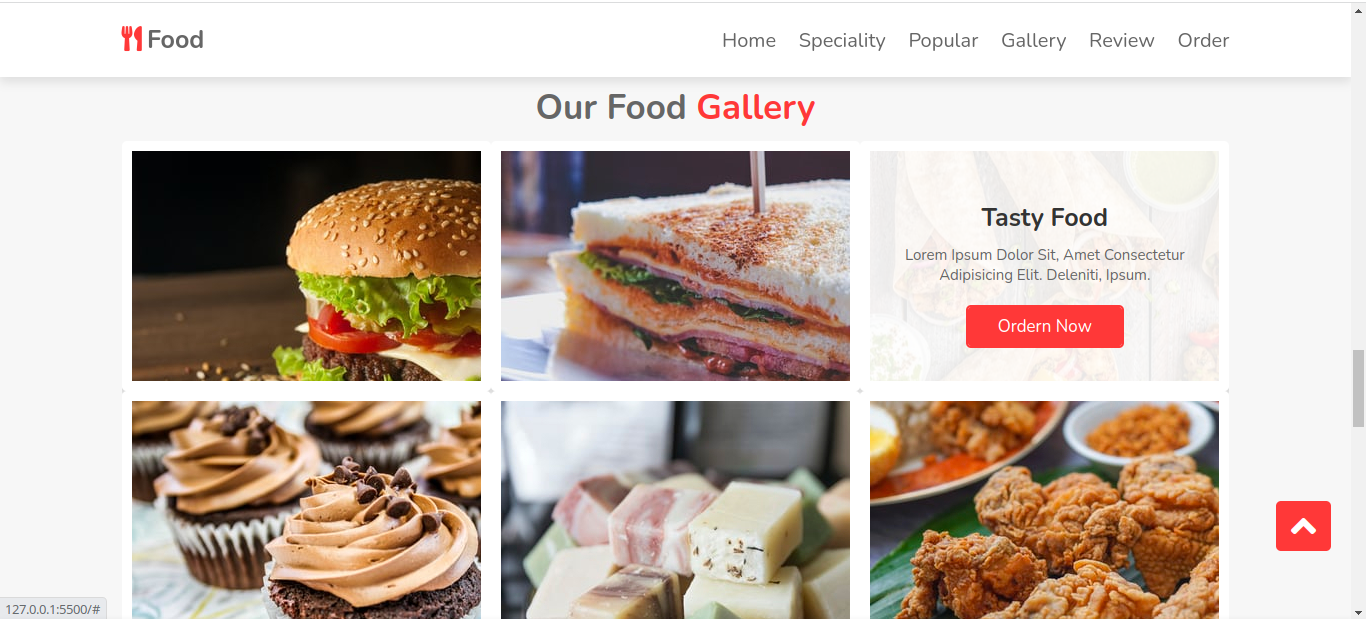 Food
Home Speciality Popular Gallery Review Order
Our Food Gallery
Tasty Food
Lorem Ipsum Dolor Sit, Amet Consectetur
Adipisicing Elit. Deleniti, Ipsum.
Ordern Now
127.0.0.1:5500/#